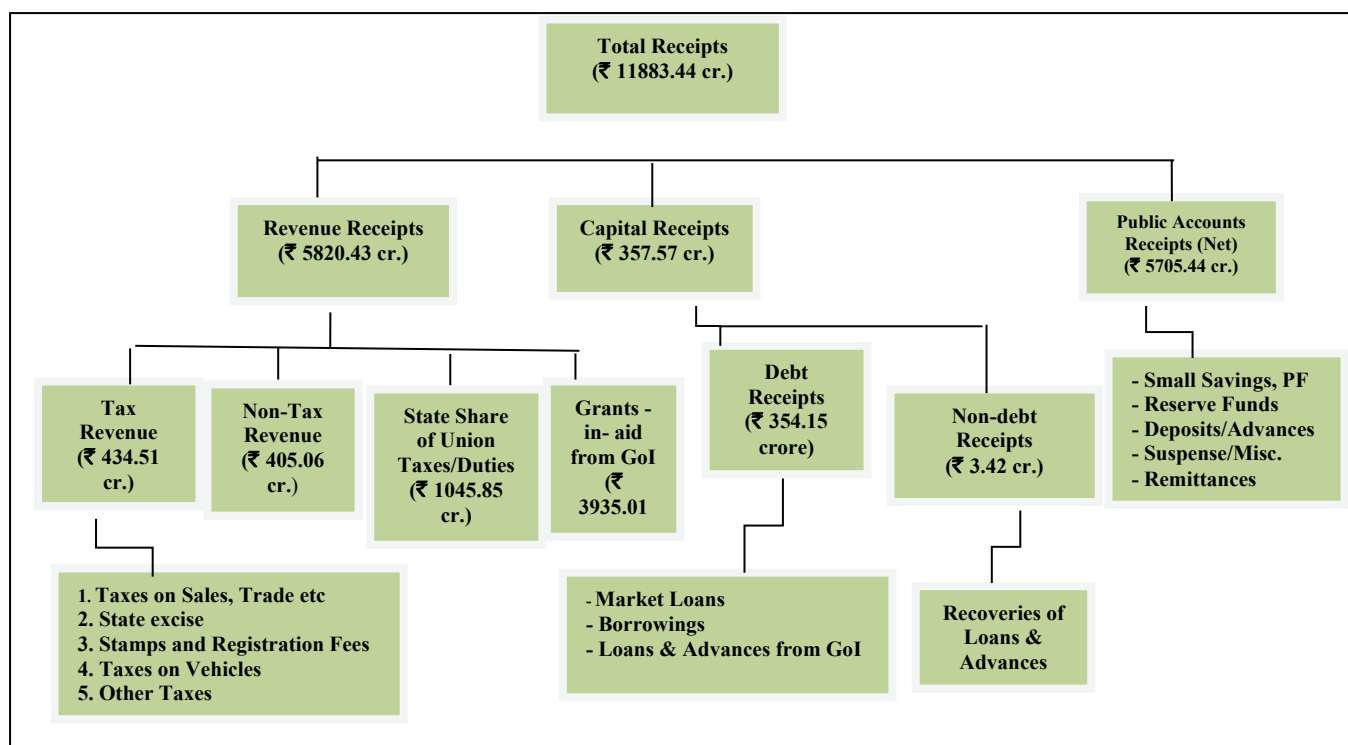 Total Receipts
(₹ 11883.44 cr.)
Revenue Receipts
(₹ 5820.43 cr.)
Capital Receipts
(₹ 357.57 cr.)
Public Accounts
Receipts (Net)
(₹ 5705.44 cr.)
Tax
Revenue
(₹ 434.51
cr.)
Non-Tax
Revenue
(₹ 405.06
cr.)
State Share
of Union
Taxes/Duties
(₹ 1045.85
cr.)
Grants -
in- aid
from GoI
(₹
3935.01
Debt
Receipts
(₹ 354.15
crore)
Non-debt
Receipts
(₹ 3.42 cr.)
- Small Savings, PF
- Reserve Funds
- Deposits/Advances
- Suspense/Misc.
- Remittances
1. Taxes on Sales, Trade etc
2. State excise
3. Stamps and Registration Fees
4. Taxes on Vehicles
5. Other Taxes
- Market Loans
- Borrowings
- Loans & Advances from GoI
Recoveries of
Loans &
Advances